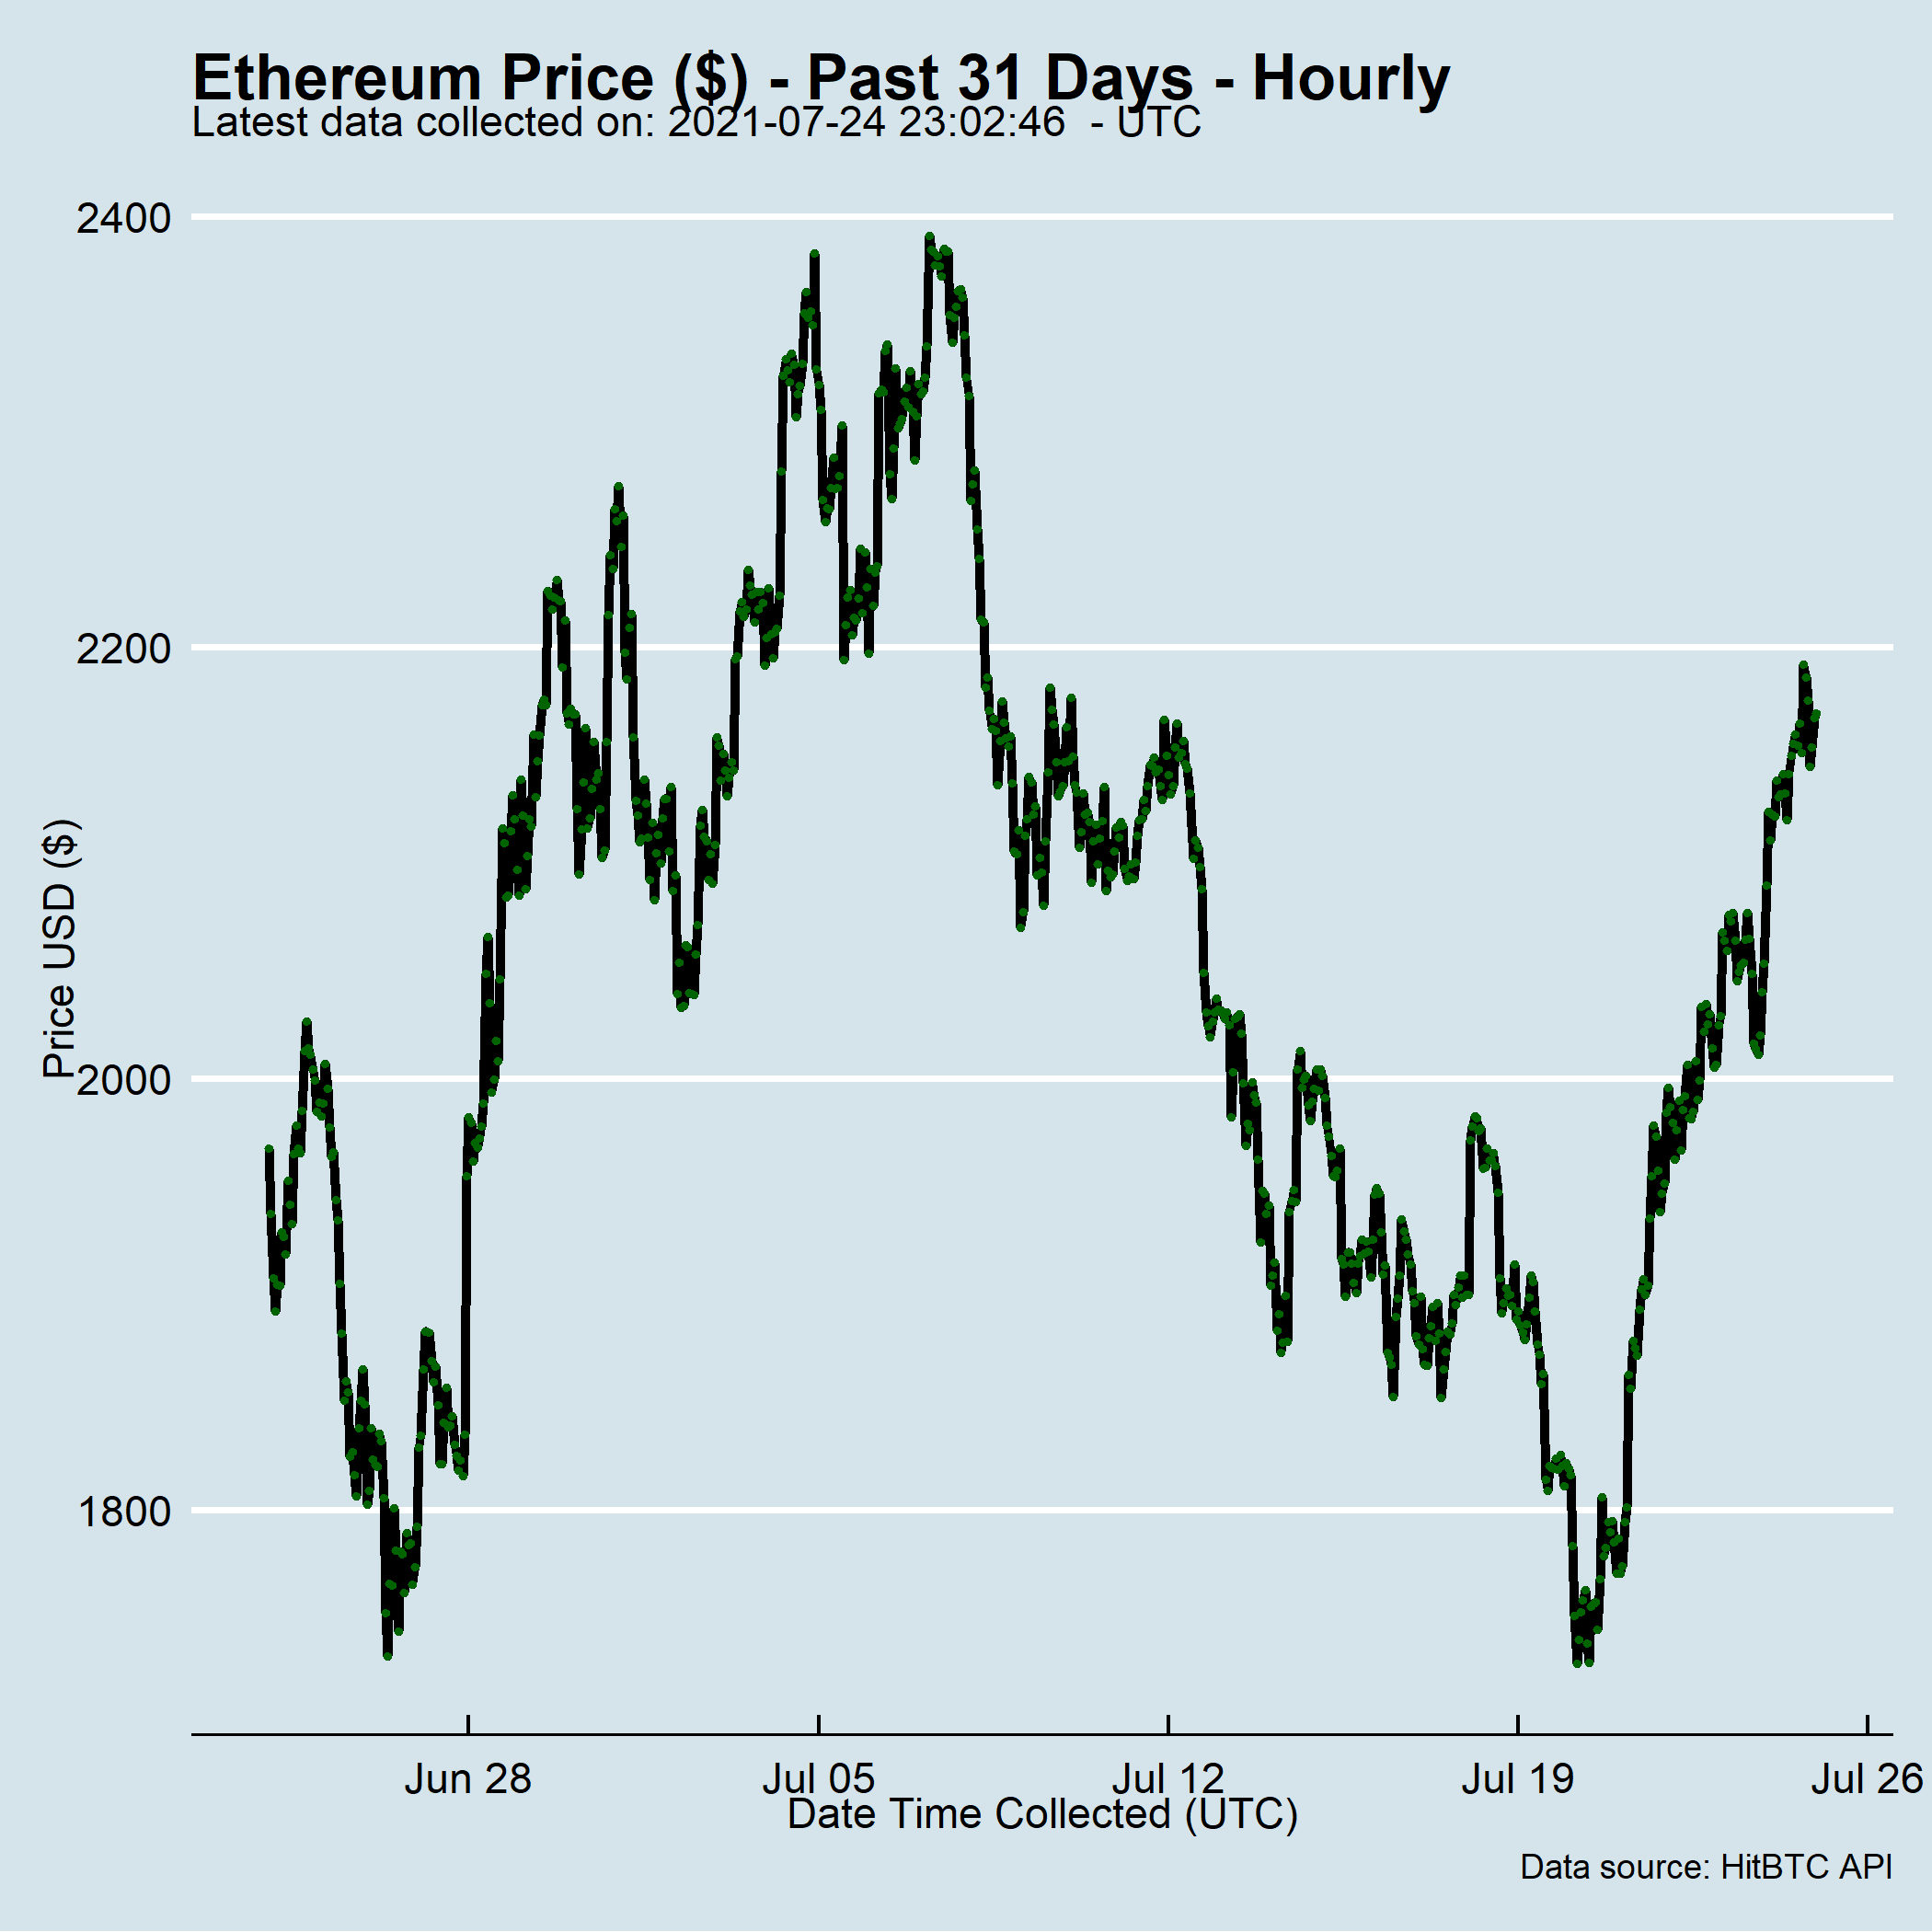 Ethereum Price ($) - Past 31 Days - Hourly
Latest data collected on: 2021-07-24 23:02:46  - UTC
2400
2200
2000
1800
Price USD ($)
Jun 28
Jul 05
Jul 12
Jul 19
Jul 26
Date Time Collected (UTC)
Data source: HitBTC API